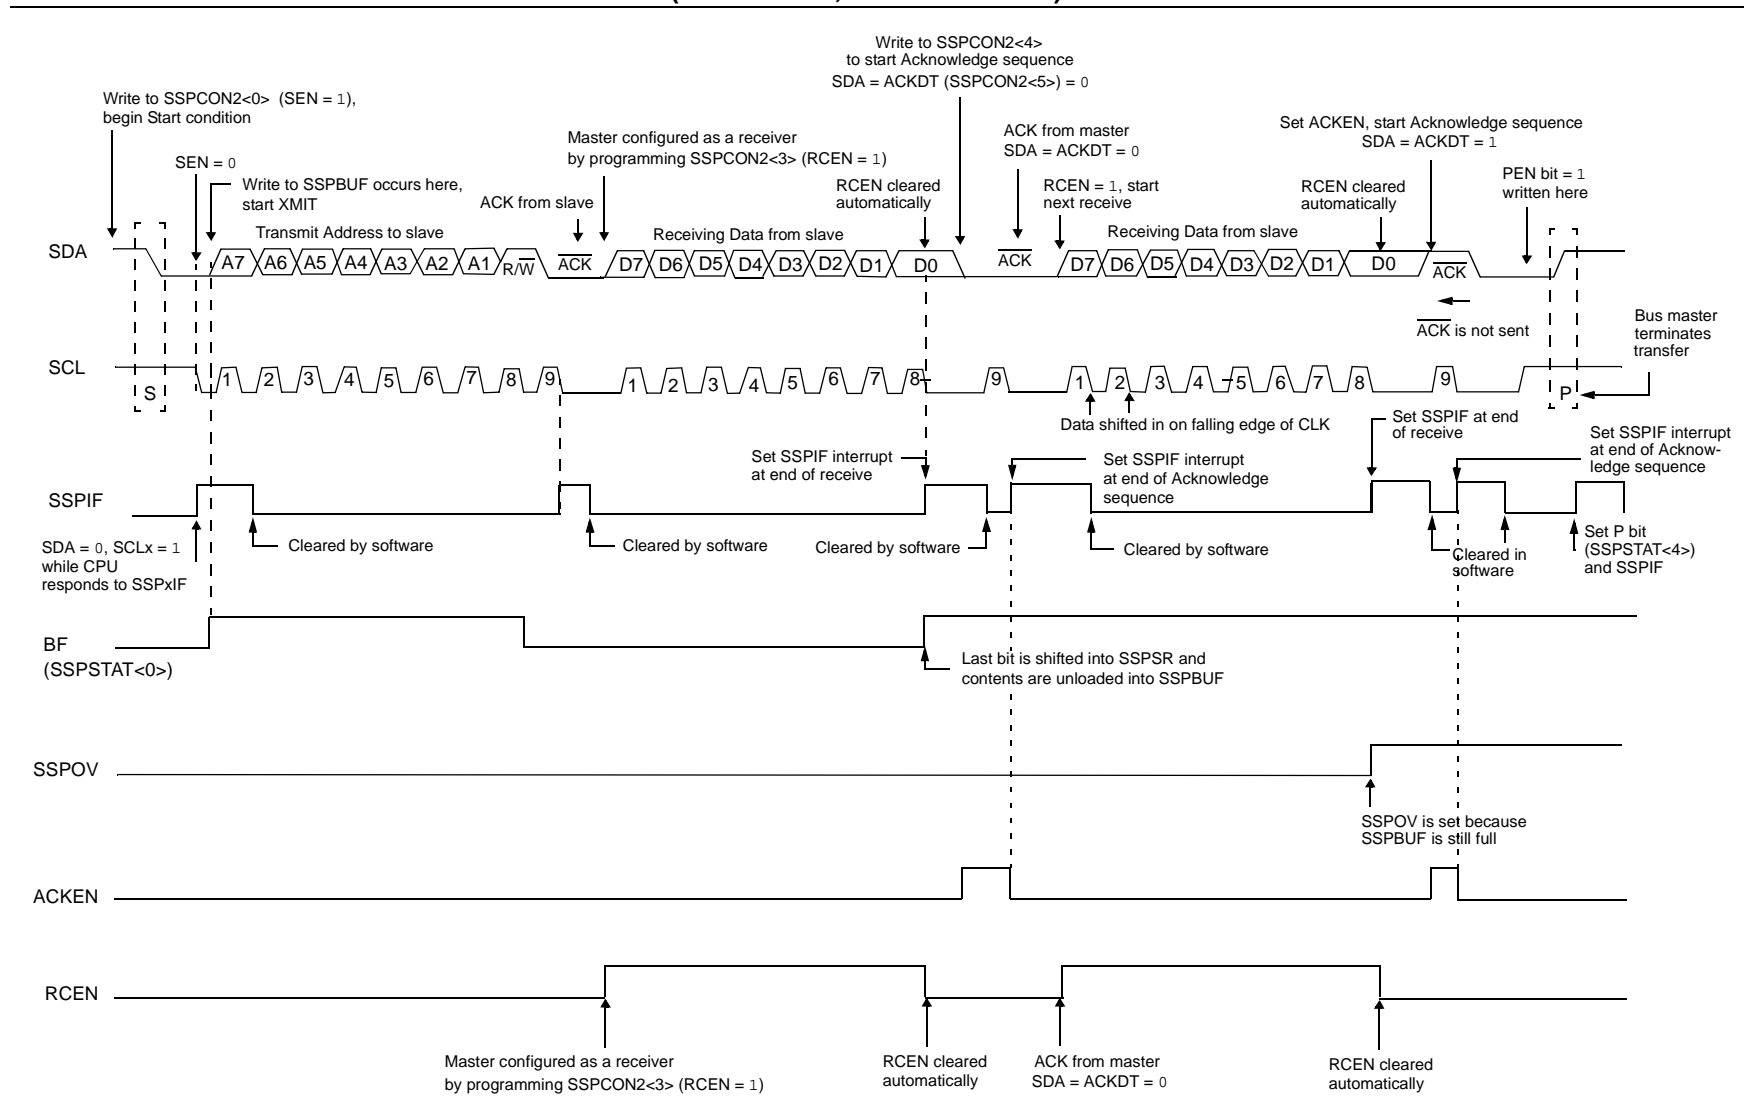 Write to SSPCON2<4>
to start Acknowledge sequence
SDA = ACKDT (SSPCON2<5>) = 0
Write to SSPCON2<0> (SEN = 1),
begin Start condition
SEN = 0
Write to SSPBUF occurs here,
start XMIT
ACK from slave
Master configured as a receiver
by programming SSPCON2<3> (RCEN = 1)
RCEN cleared
automatically
ACK from master
SDA = ACKDT = 0
RCEN = 1, start
next receive
Set ACKEN, start Acknowledge sequence
SDA = ACKDT = 1
RCEN cleared
automatically
PEN bit = 1
written here
Transmit Address to slave
Receiving Data from slave
Receiving Data from slave
SDA
A7 A6 A5 A4 A3 A2 A1 R/W ACK D7 D6 D5 D4 D3 D2 D1 D0 ACK D7 D6 D5 D4 D3 D2 D1 D0 ACK
ACK is not sent
Bus master
terminates
transfer
SCL
S 1 2 3 4 5 6 7 8 9 1 2 3 4 5 6 7 8 9 1 2 3 4 5 6 7 8 9 P
Data shifted in on falling edge of CLK
Set SSPIF at end
of receive
Set SSPIF interrupt
at end of receive
Set SSPIF interrupt
at end of Acknowledge
sequence
Set SSPIF interrupt
at end of Acknow-
ledge sequence
SSPIF
SDA = 0, SCLx = 1
while CPU
responds to SSPxIF
Cleared by software
Cleared by software
Cleared by software
Cleared by software
Cleared in
software
Set P bit
(SSPSTAT<4>)
and SSPIF
BF
(SSPSTAT<0>)
Last bit is shifted into SSPSR and
contents are unloaded into SSPBUF
SSPOV
SSPOV is set because
SSPBUF is still full
ACKEN
RCEN
Master configured as a receiver
by programming SSPCON2<3> (RCEN = 1)
RCEN cleared
automatically
ACK from master
SDA = ACKDT = 0
RCEN cleared
automatically